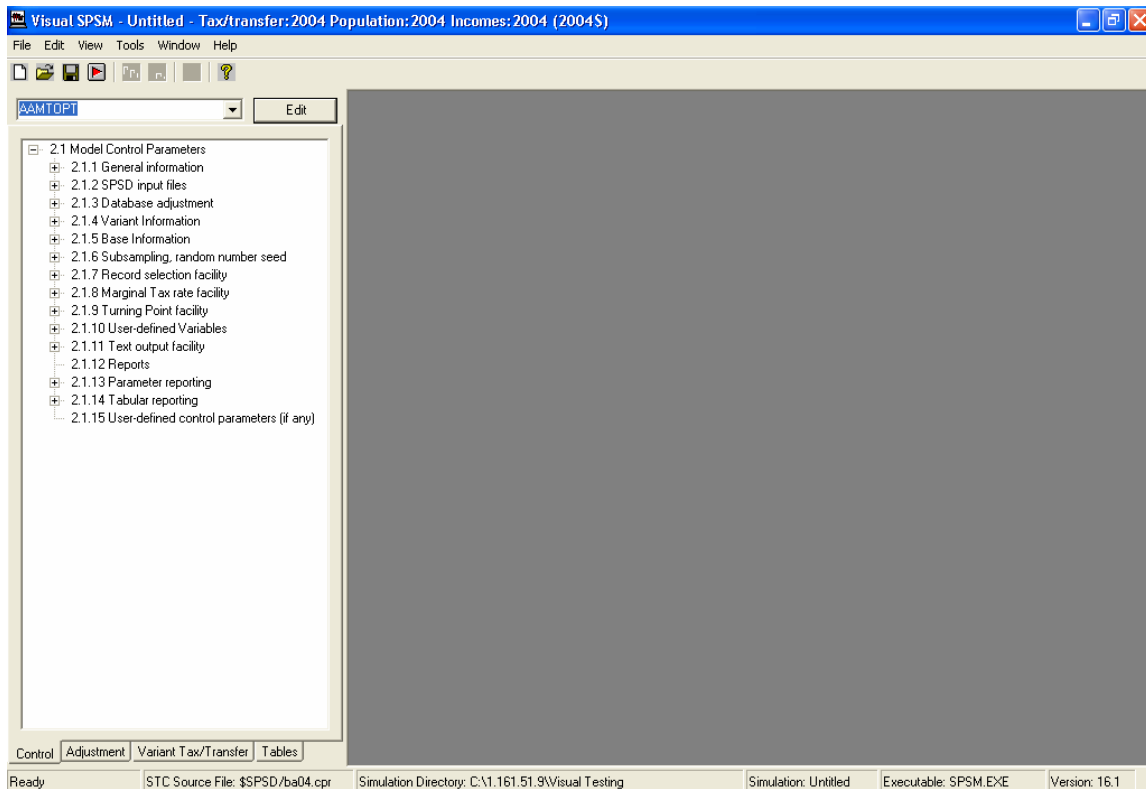 Visual SPSM - Untitled - Tax/transfer:2004 Population:2004 Incomes:2004 (2004$)
File Edit View Tools Window Help
AAMTOPT Edit
2.1 Model Control Parameters
2.1.1 General information
2.1.2 SPSD input files
2.1.3 Database adjustment
2.1.4 Variant Information
2.1.5 Base Information
2.1.6 Subsampling, random number seed
2.1.7 Record selection facility
2.1.8 Marginal Tax rate facility
2.1.9 Turning Point facility
2.1.10 User-defined Variables
2.1.11 Text output facility
2.1.12 Reports
2.1.13 Parameter reporting
2.1.14 Tabular reporting
2.1.15 User-defined control parameters (if any)
Control Adjustment Variant Tax/Transfer Tables
Ready STC Source File: $SPSD/ba04.cpr Simulation Directory: C:\1.161.51.9\Visual Testing Simulation: Untitled Executable: SPSM.EXE Version: 16.1